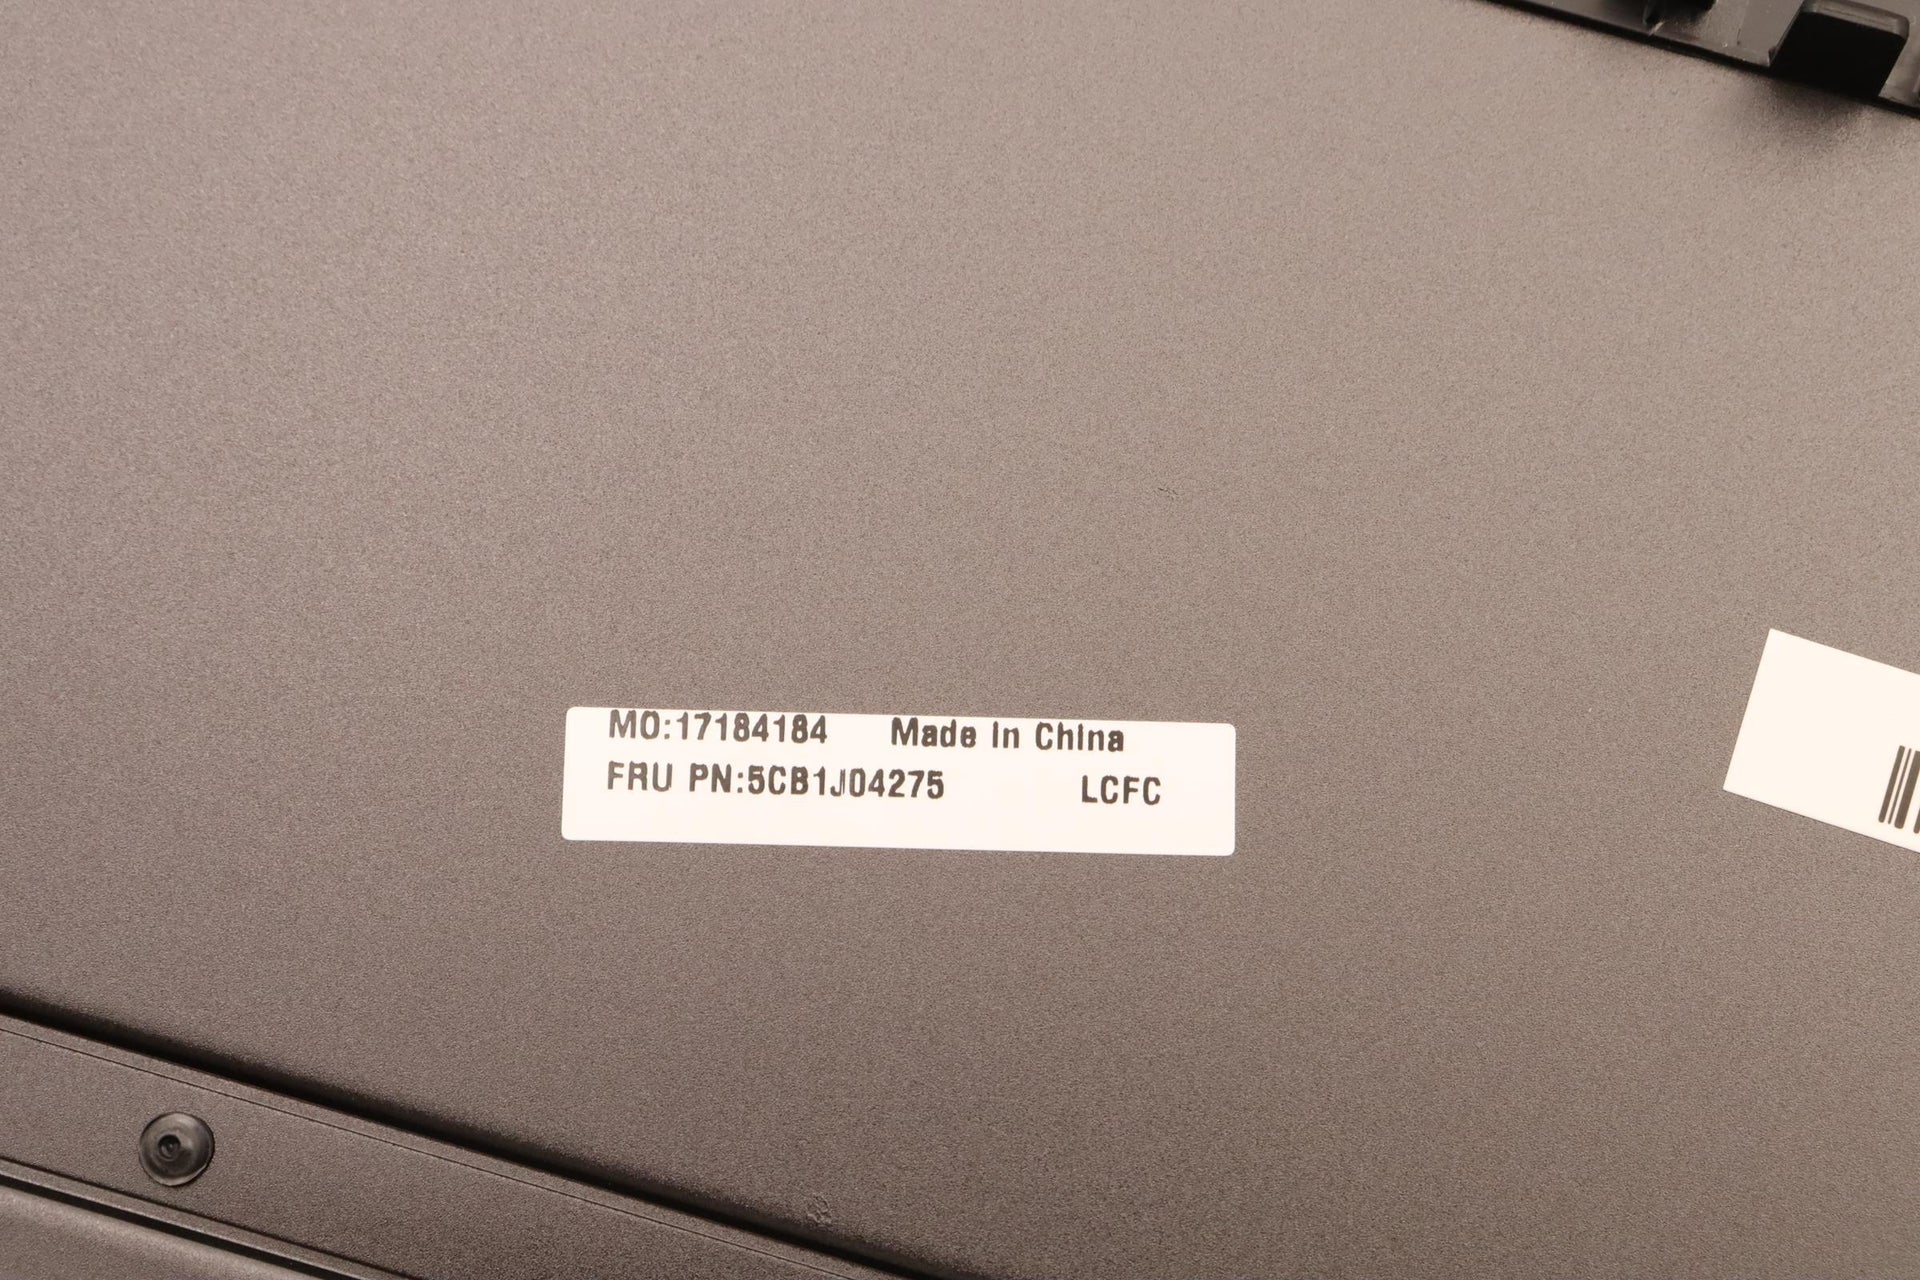 MO:17184184 Made In China
FRU PN:5CB1J04275 LCFC